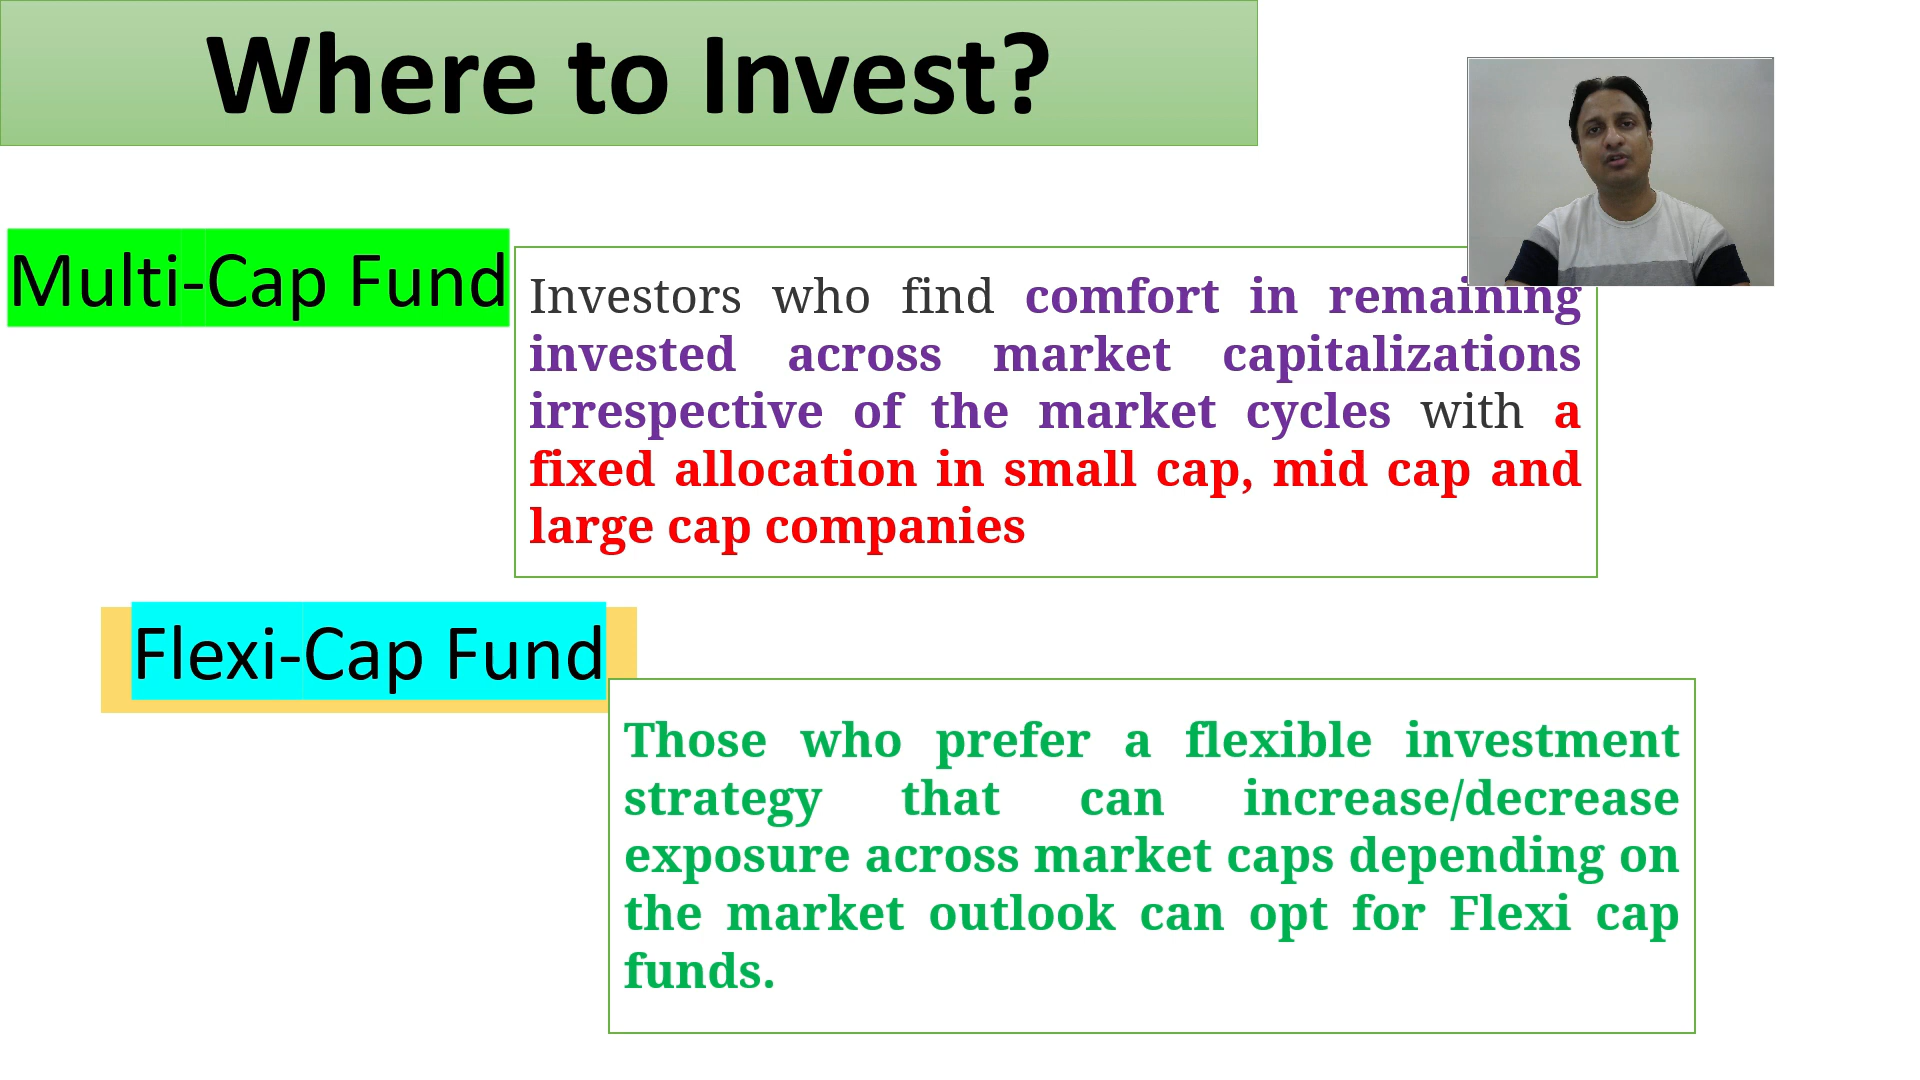 Where to Invest?
Multi-Cap Fund
Investors who find comfort in remaining
invested across market capitalizations
irrespective of the market cycles with a
fixed allocation in small cap, mid cap and
large cap companies
Flexi-Cap Fund
Those who prefer a flexible investment
strategy that can increase/decrease
exposure across market caps depending on
the market outlook can opt for Flexi cap
funds.